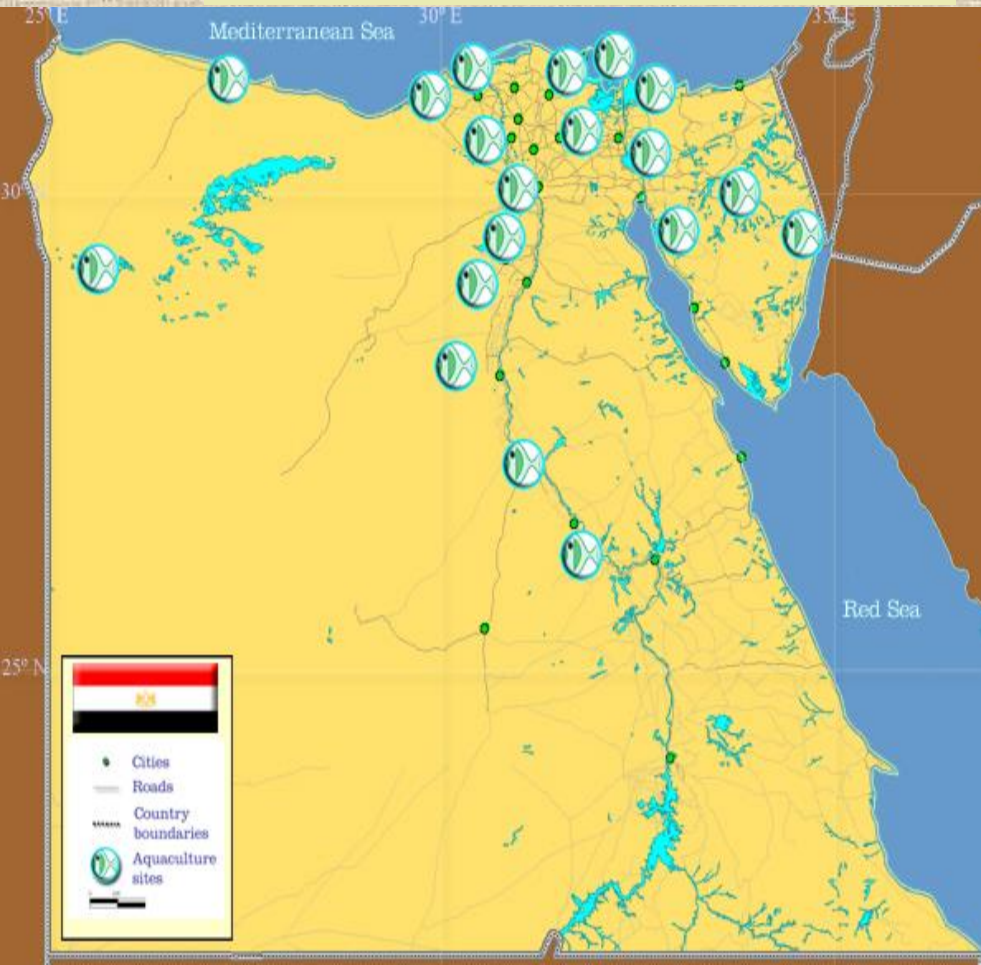 25° E
30° E
35° E
Mediterranean Sea
30°
Red Sea
25° N
Cities
Roads
Country
boundaries
Aquaculture
sites